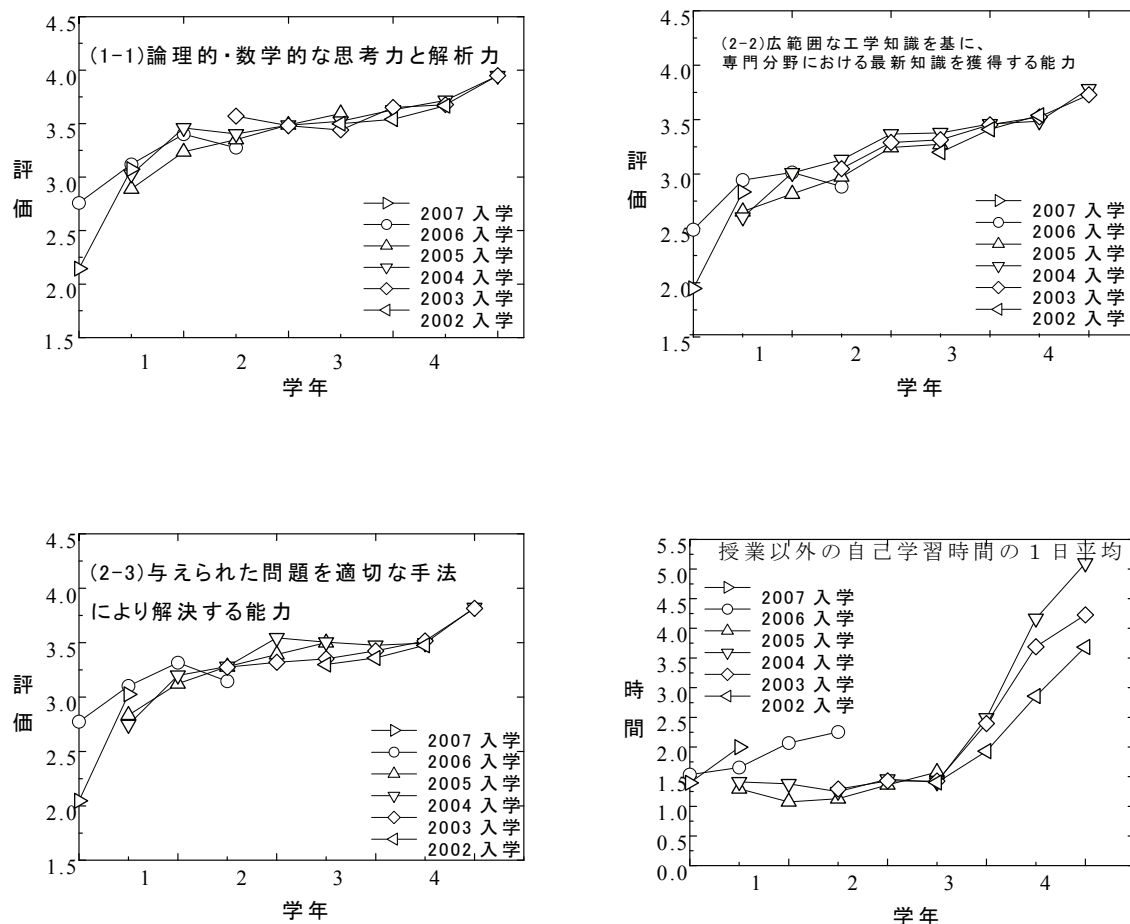 4.5
(1-1)論理的・数学的な思考力と解析力
4.0
3.5
3.0
2.5
2.0
1.5
評
価
2007 入学
2006 入学
2005 入学
2004 入学
2003 入学
2002 入学
1
2
3
4
学年
4.5
(2-2)広範囲な工学知識を基に、
専門分野における最新知識を獲得する能力
4.0
3.5
3.0
2.5
2.0
1.5
評
価
2007 入学
2006 入学
2005 入学
2004 入学
2003 入学
2002 入学
1
2
3
4
学年
4.5
(2-3)与えられた問題を適切な手法
により解決する能力
4.0
3.5
3.0
2.5
2.0
1.5
評
価
2007 入学
2006 入学
2005 入学
2004 入学
2003 入学
2002 入学
1
2
3
4
学年
5.5
授業以外の自己学習時間の1日平均
5.0
4.5
4.0
3.5
3.0
2.5
2.0
1.5
1.0
0.5
0.0
時
間
2007 入学
2006 入学
2005 入学
2004 入学
2003 入学
2002 入学
1
2
3
4
学年